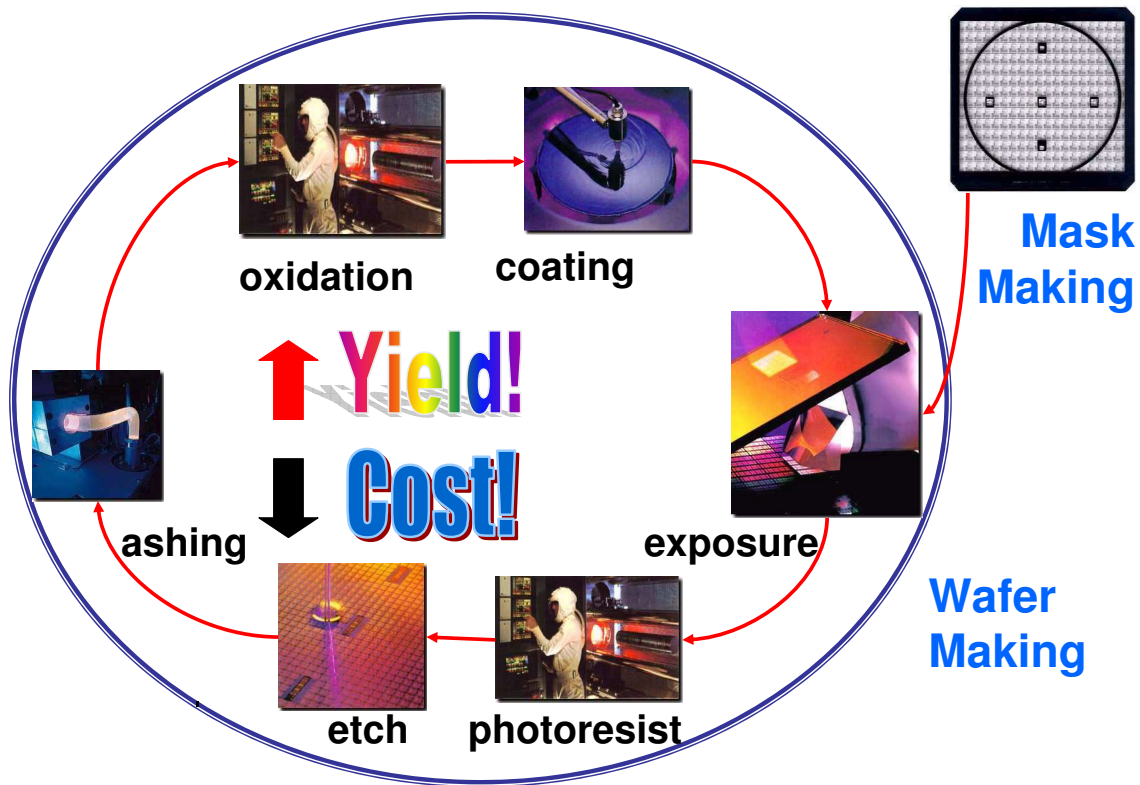 oxidation
coating
Mask
Making
Yield!
Cost!
ashing
exposure
Wafer
Making
etch
photoresist